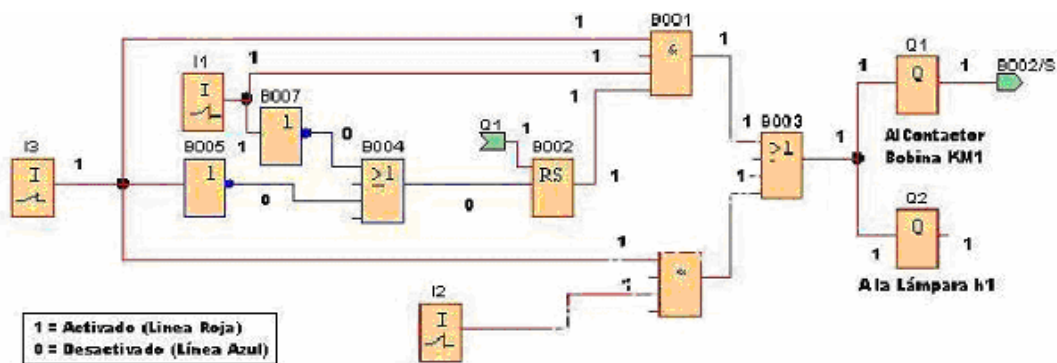 B001
1
1
1
1
&
Q1
B002/S
I1
1
1
1
I
Q
B007
1
Q1
1
1
B003
Al Contactor
Bobina KM1
0
I3
B005
1
B004
1
B002
≥1
1
1
I
1
≥1
RS
1
1
Q2
0
0
Q
1
1
1
I2
1
&
A la Lámpara h1
I
1 = Activado (Linea Roja)
0 = Desactivado (Línea Azul)